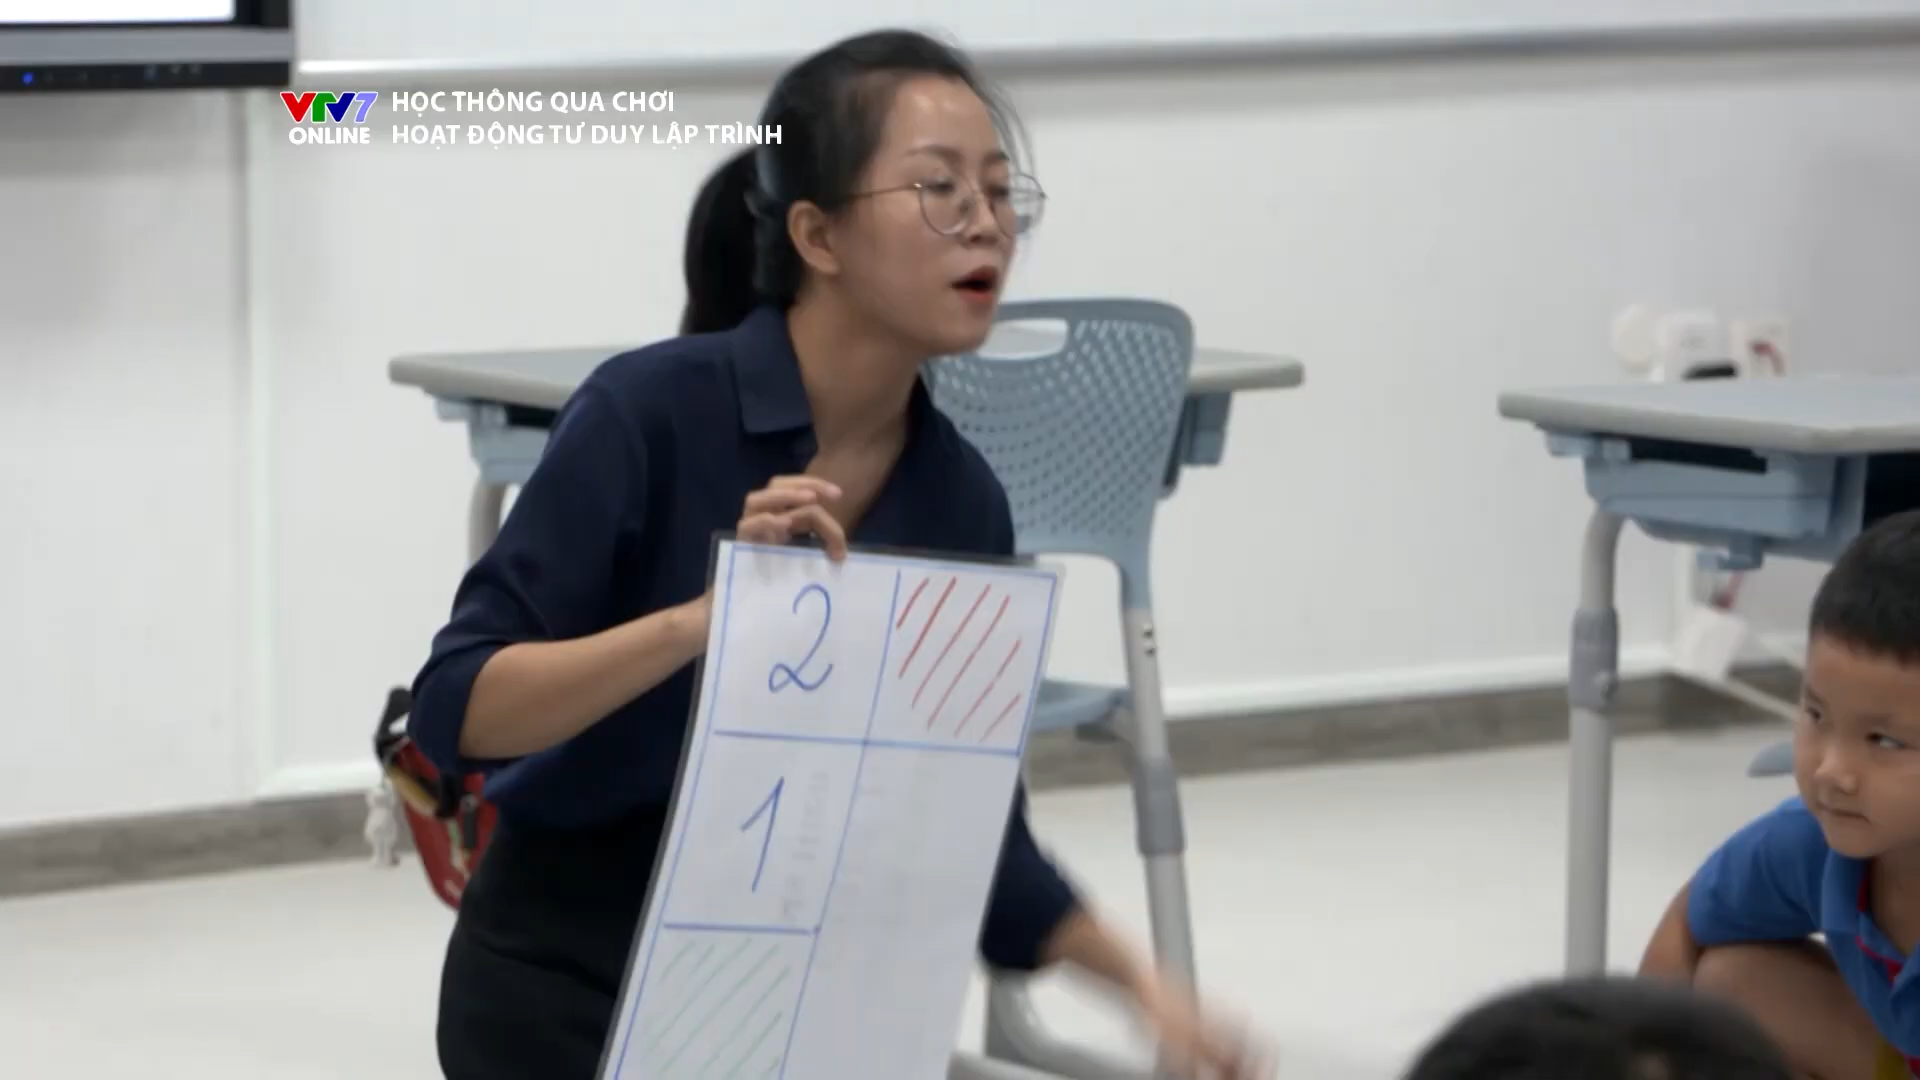 VTV7
ONLINE
HỌC THÔNG QUA CHƠI
HOẠT ĐỘNG TƯ DUY LẬP TRÌNH
2
1